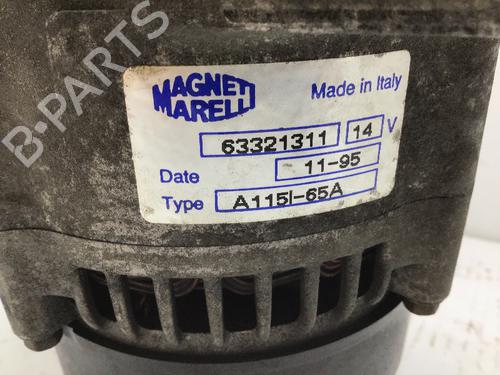 B-PARTS
MAGNETI
MARELLI
Made in Italy
63321311 14 V
Date 11-95
Type A115I-65A